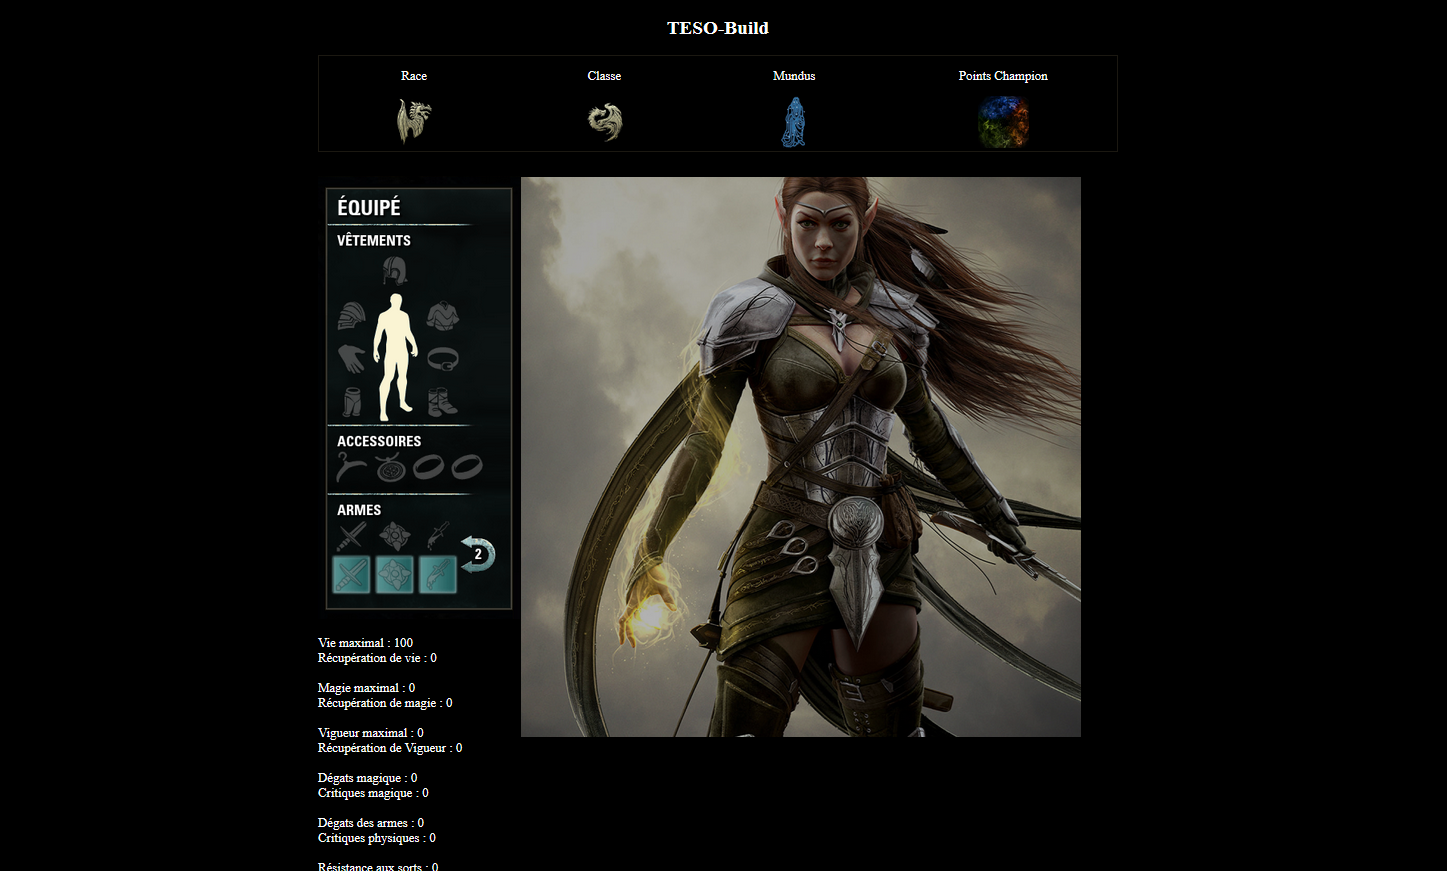 TESO-Build
Race
Classe
Mundus
Points Champion
ÉQUIPÉ
VÊTEMENTS
ACCESSOIRES
ARMES
2
Vie maximal : 100
Récupération de vie : 0
Magie maximal : 0
Récupération de magie : 0
Vigueur maximal : 0
Récupération de Vigueur : 0
Dégats magique : 0
Critiques magique : 0
Dégats des armes : 0
Critiques physiques : 0
Résistance aux sorts : 0